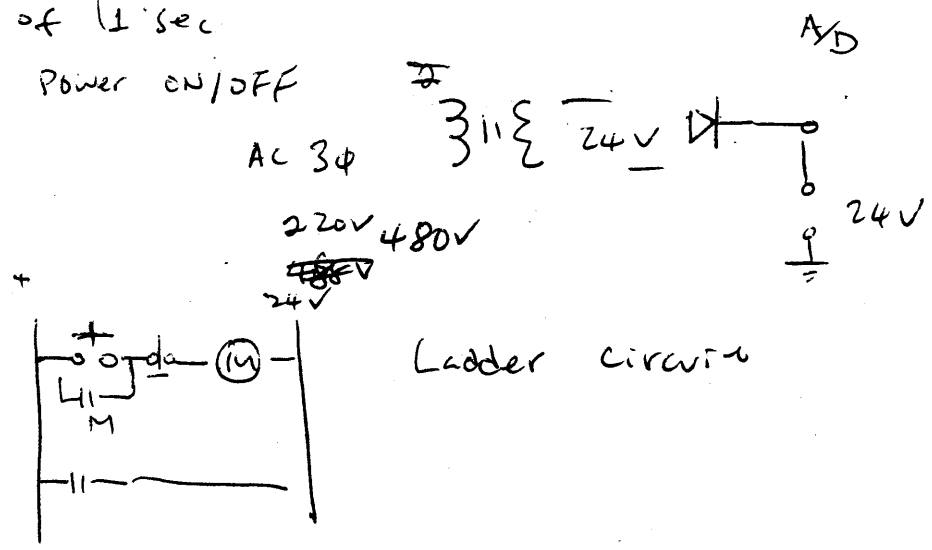 of 1 sec
Power ON/OFF
A/D
24V
AC 3φ
220V 480V
24V
24V
+
M
M
Ladder circuit